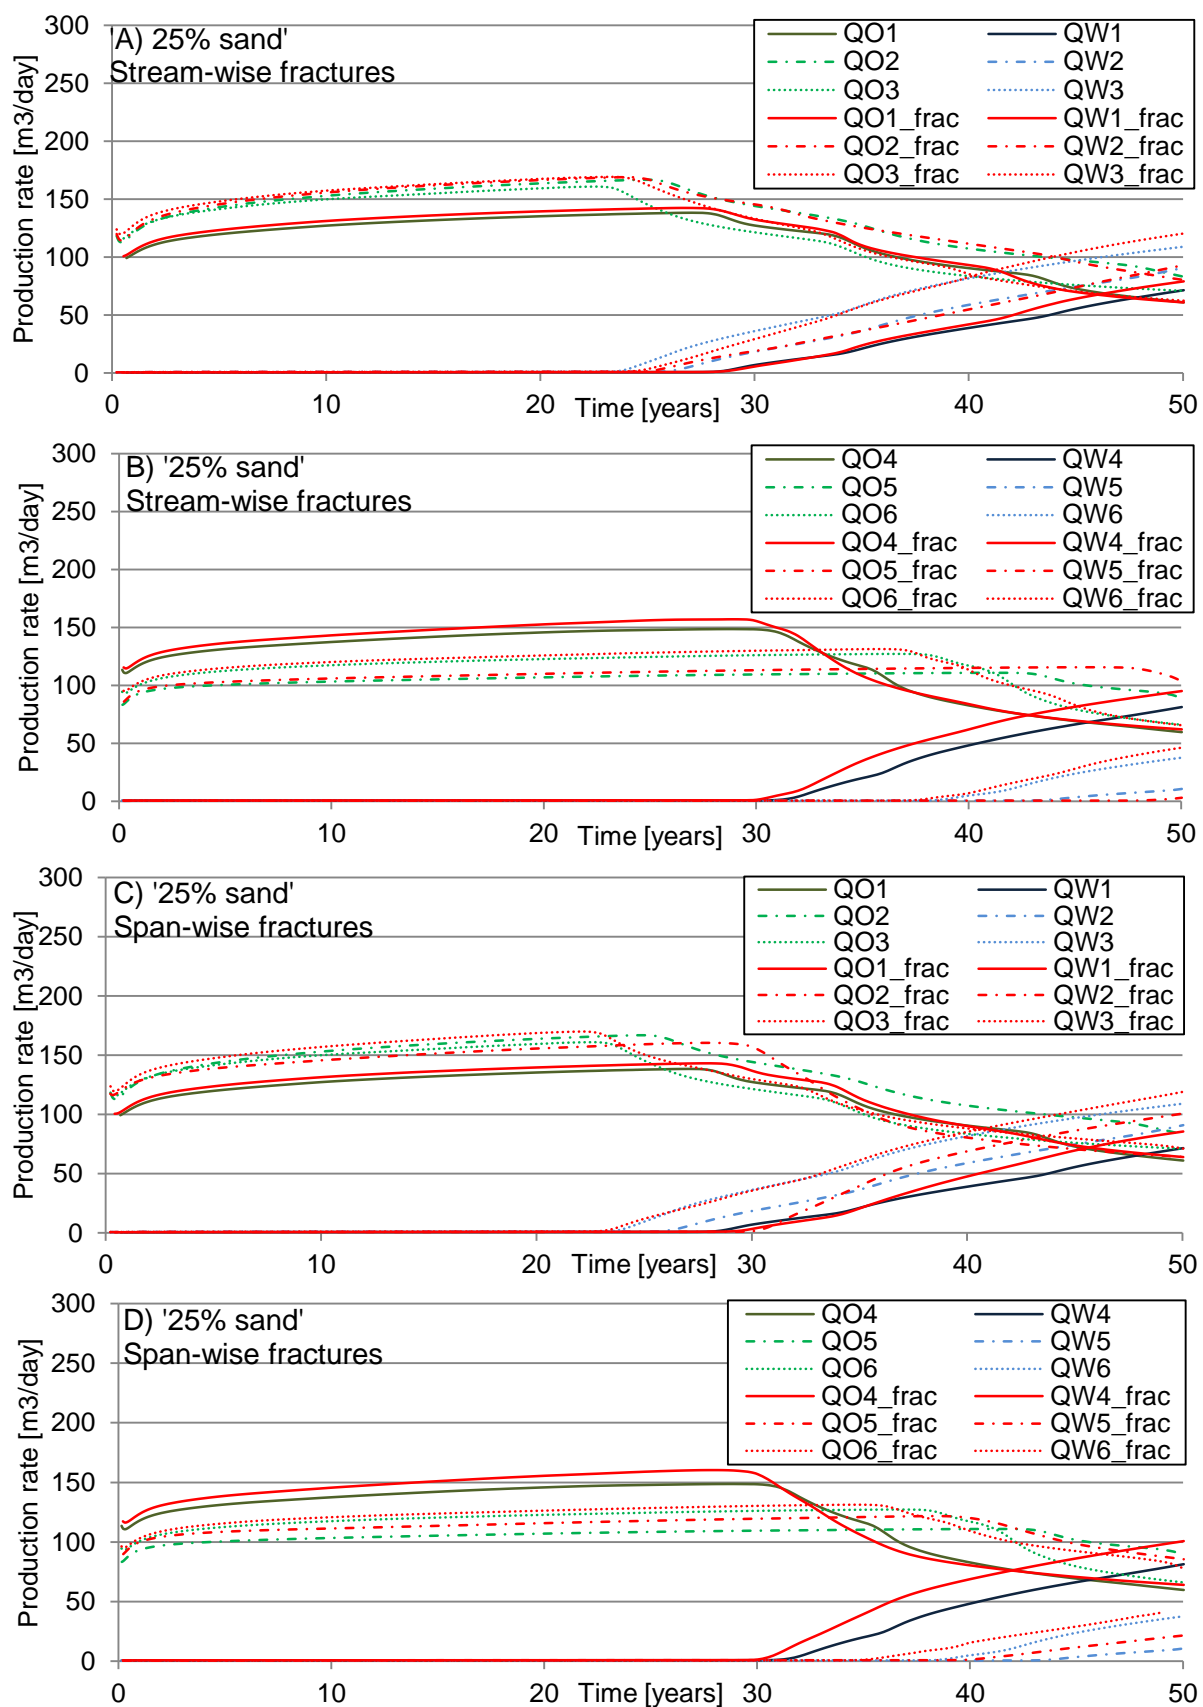 300
'A) 25% sand'
Stream-wise fractures
QO1 QW1
QO2 QW2
QO3 QW3
QO1_frac QW1_frac
QO2_frac QW2_frac
QO3_frac QW3_frac
250
200
150
100
50
0
Production rate [m3/day]
0 10 20 Time [years] 30 40 50
300
B) '25% sand'
Stream-wise fractures
QO4 QW4
QO5 QW5
QO6 QW6
QO4_frac QW4_frac
QO5_frac QW5_frac
QO6_frac QW6_frac
250
200
150
100
50
0
Production rate [m3/day]
0 10 20 Time [years] 30 40 50
300
C) '25% sand'
Span-wise fractures
QO1 QW1
QO2 QW2
QO3 QW3
QO1_frac QW1_frac
QO2_frac QW2_frac
QO3_frac QW3_frac
250
200
150
100
50
0
Production rate [m3/day]
0 10 20 Time [years] 30 40 50
300
D) '25% sand'
Span-wise fractures
QO4 QW4
QO5 QW5
QO6 QW6
QO4_frac QW4_frac
QO5_frac QW5_frac
QO6_frac QW6_frac
250
200
150
100
50
0
Production rate [m3/day]
0 10 20 Time [years] 30 40 50